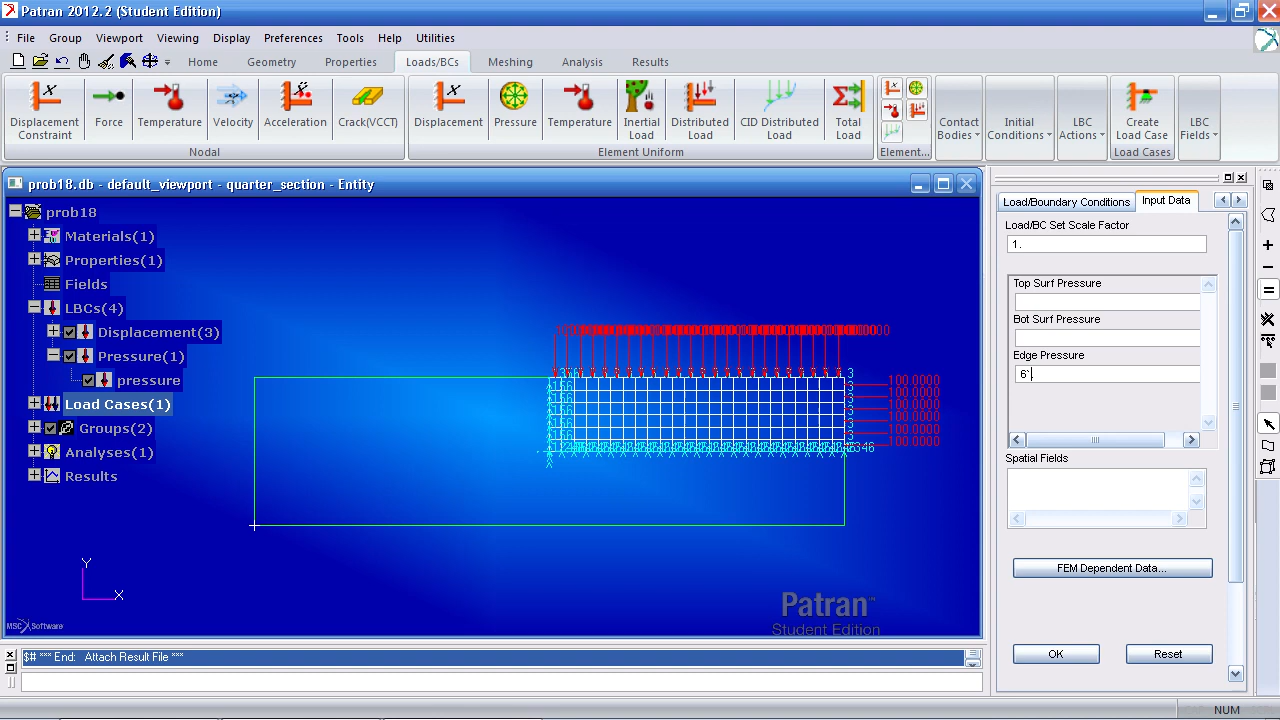 Patran 2012.2 (Student Edition)
File Group Viewport Viewing Display Preferences Tools Help Utilities
Home Geometry Properties Loads/BCs Meshing Analysis Results
Displacement Constraint
Force
Acceleration
Crack(VCCT)
Displacement
Pressure
Temperature
Inertial Load
Distributed Load
CID Distributed Load
Total Load
Contact Bodies
Initial Conditions
LBC Actions
Create Load Case
LBC Fields
Nodal
Element Uniform
Element...
Load Cases
prob18.db - default_viewport - quarter_section - Entity
prob18
Materials(1)
Properties(1)
Fields
LBCs(4)
Displacement(3)
Pressure(1)
pressure
Load Cases(1)
Groups(2)
Analyses(1)
Results
3
100.0000
100.0000
100.0000
100.0000
100.0000
100.0000
Y
X
MSC Software
Patran™
Student Edition
Load/Boundary Conditions Input Data
Load/BC Set Scale Factor
1.
Top Surf Pressure
Bot Surf Pressure
Edge Pressure
6`
Spatial Fields
FEM Dependent Data...
OK Reset
$# *** End: Attach Result File ***
NUM